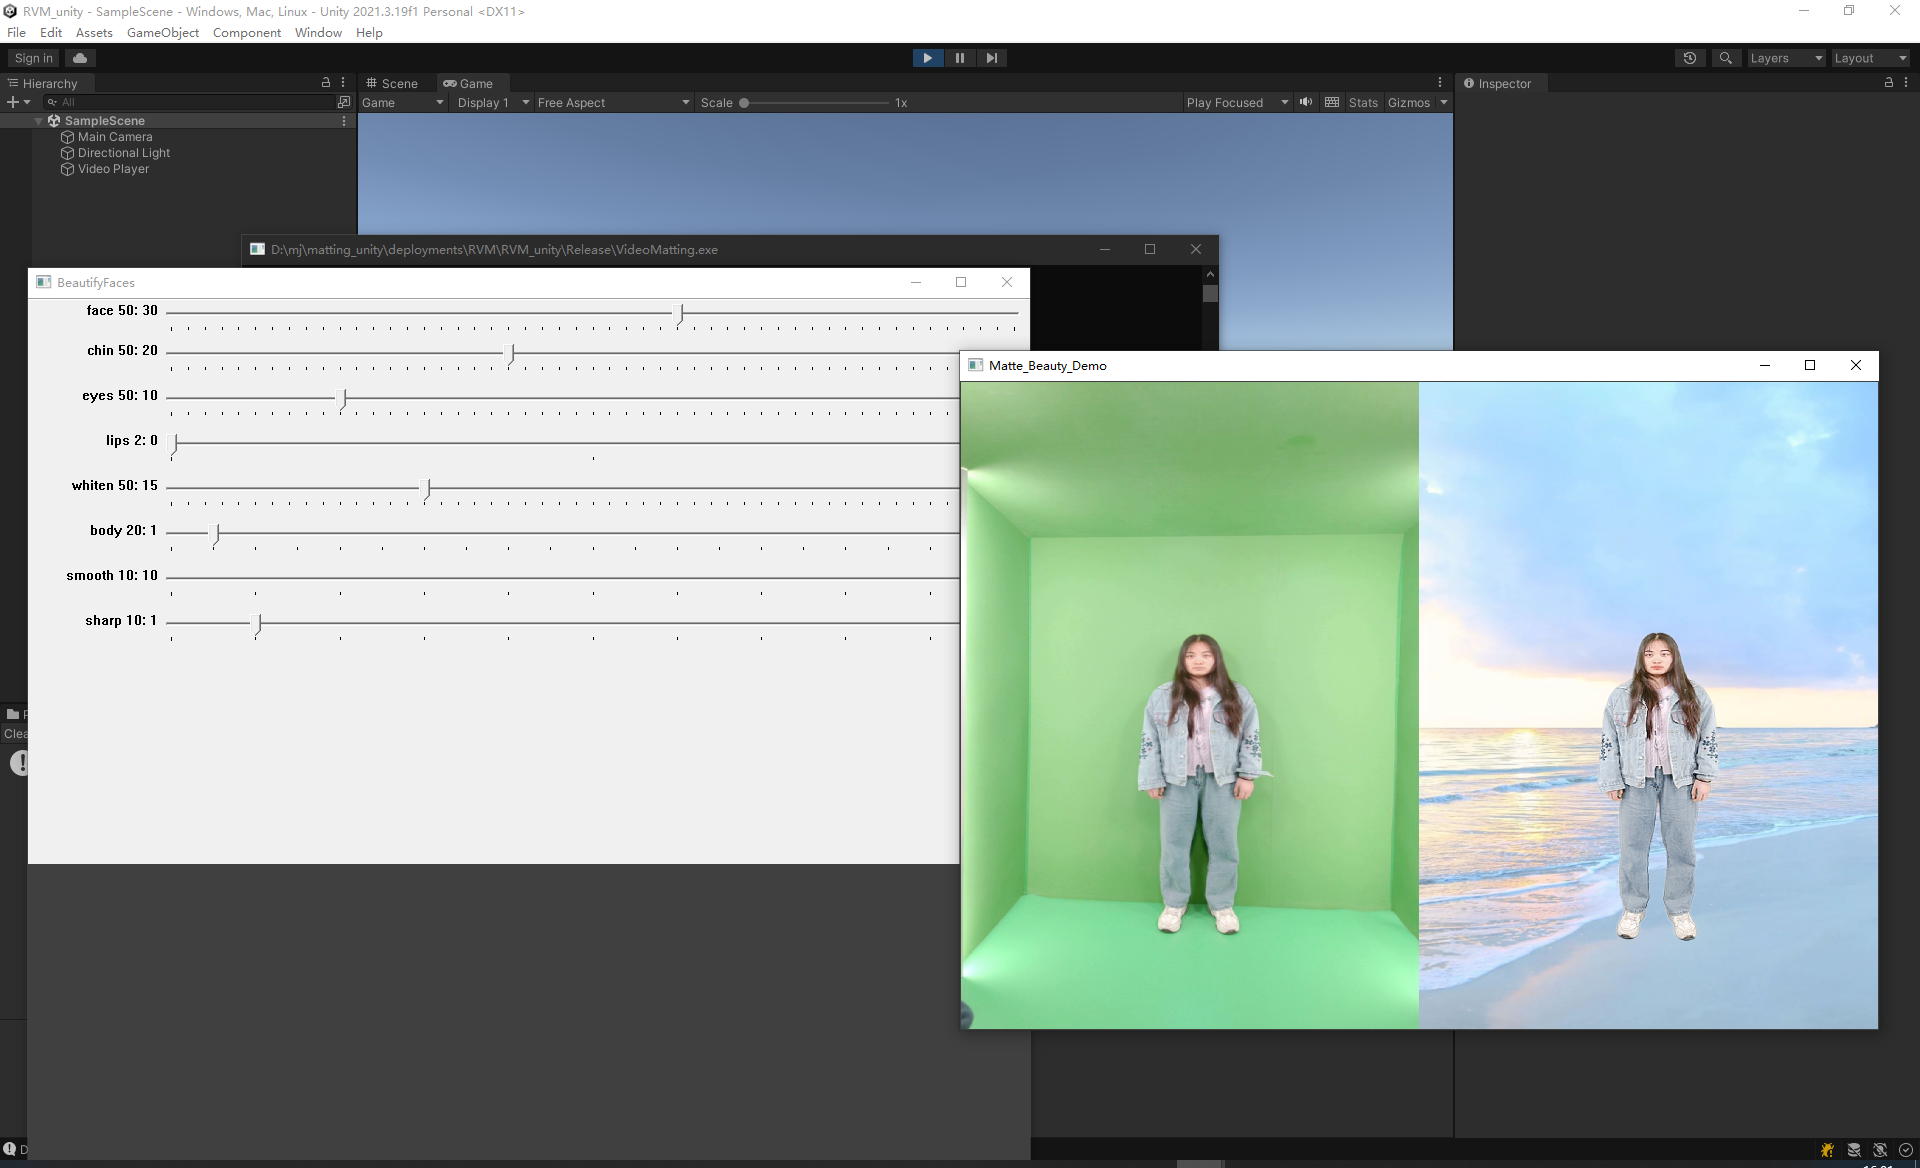 RVM_unity - SampleScene - Windows, Mac, Linux - Unity 2021.3.19f1 Personal <DX11>
File Edit Assets GameObject Component Window Help
Sign in
Layers
Layout
Hierarchy
Scene
Game
Inspector
All
Game
Display 1
Free Aspect
Scale
1x
Play Focused
Stats
Gizmos
SampleScene
Main Camera
Directional Light
Video Player
D:\mj\matting_unity\deployments\RVM\RVM_unity\Release\VideoMatting.exe
BeautifyFaces
face 50: 30
chin 50: 20
eyes 50: 10
lips 2: 0
whiten 50: 15
body 20: 1
smooth 10: 10
sharp 10: 1
Matte_Beauty_Demo
Clea